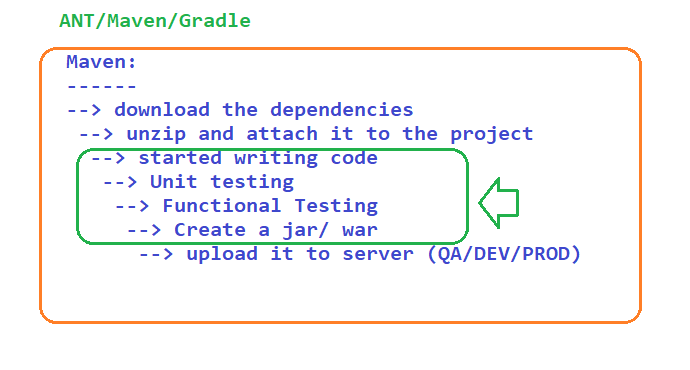 ANT/Maven/Gradle
Maven:
------
--> download the dependencies
--> unzip and attach it to the project
--> started writing code
--> Unit testing
--> Functional Testing
--> Create a jar/ war
--> upload it to server (QA/DEV/PROD)